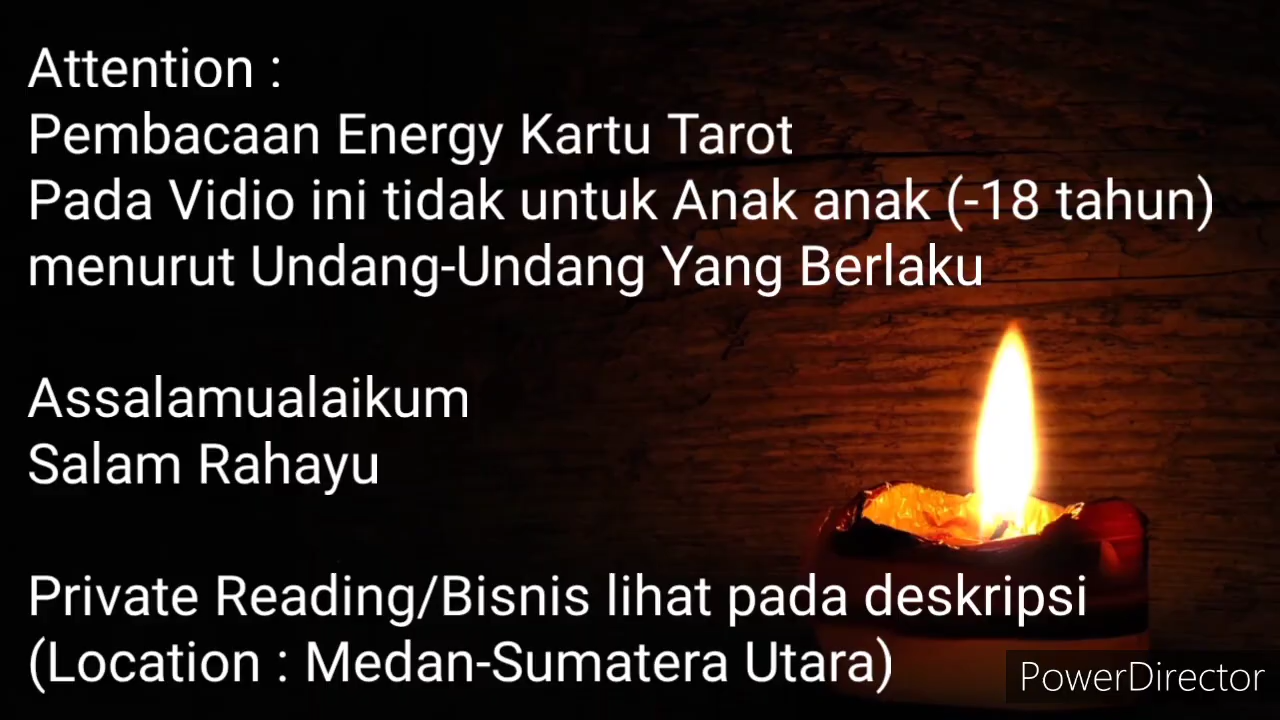 Attention :
Pembacaan Energy Kartu Tarot
Pada Vidio ini tidak untuk Anak anak (-18 tahun)
menurut Undang-Undang Yang Berlaku
Assalamualaikum
Salam Rahayu
Private Reading/Bisnis lihat pada deskripsi
(Location : Medan-Sumatera Utara)
PowerDirector